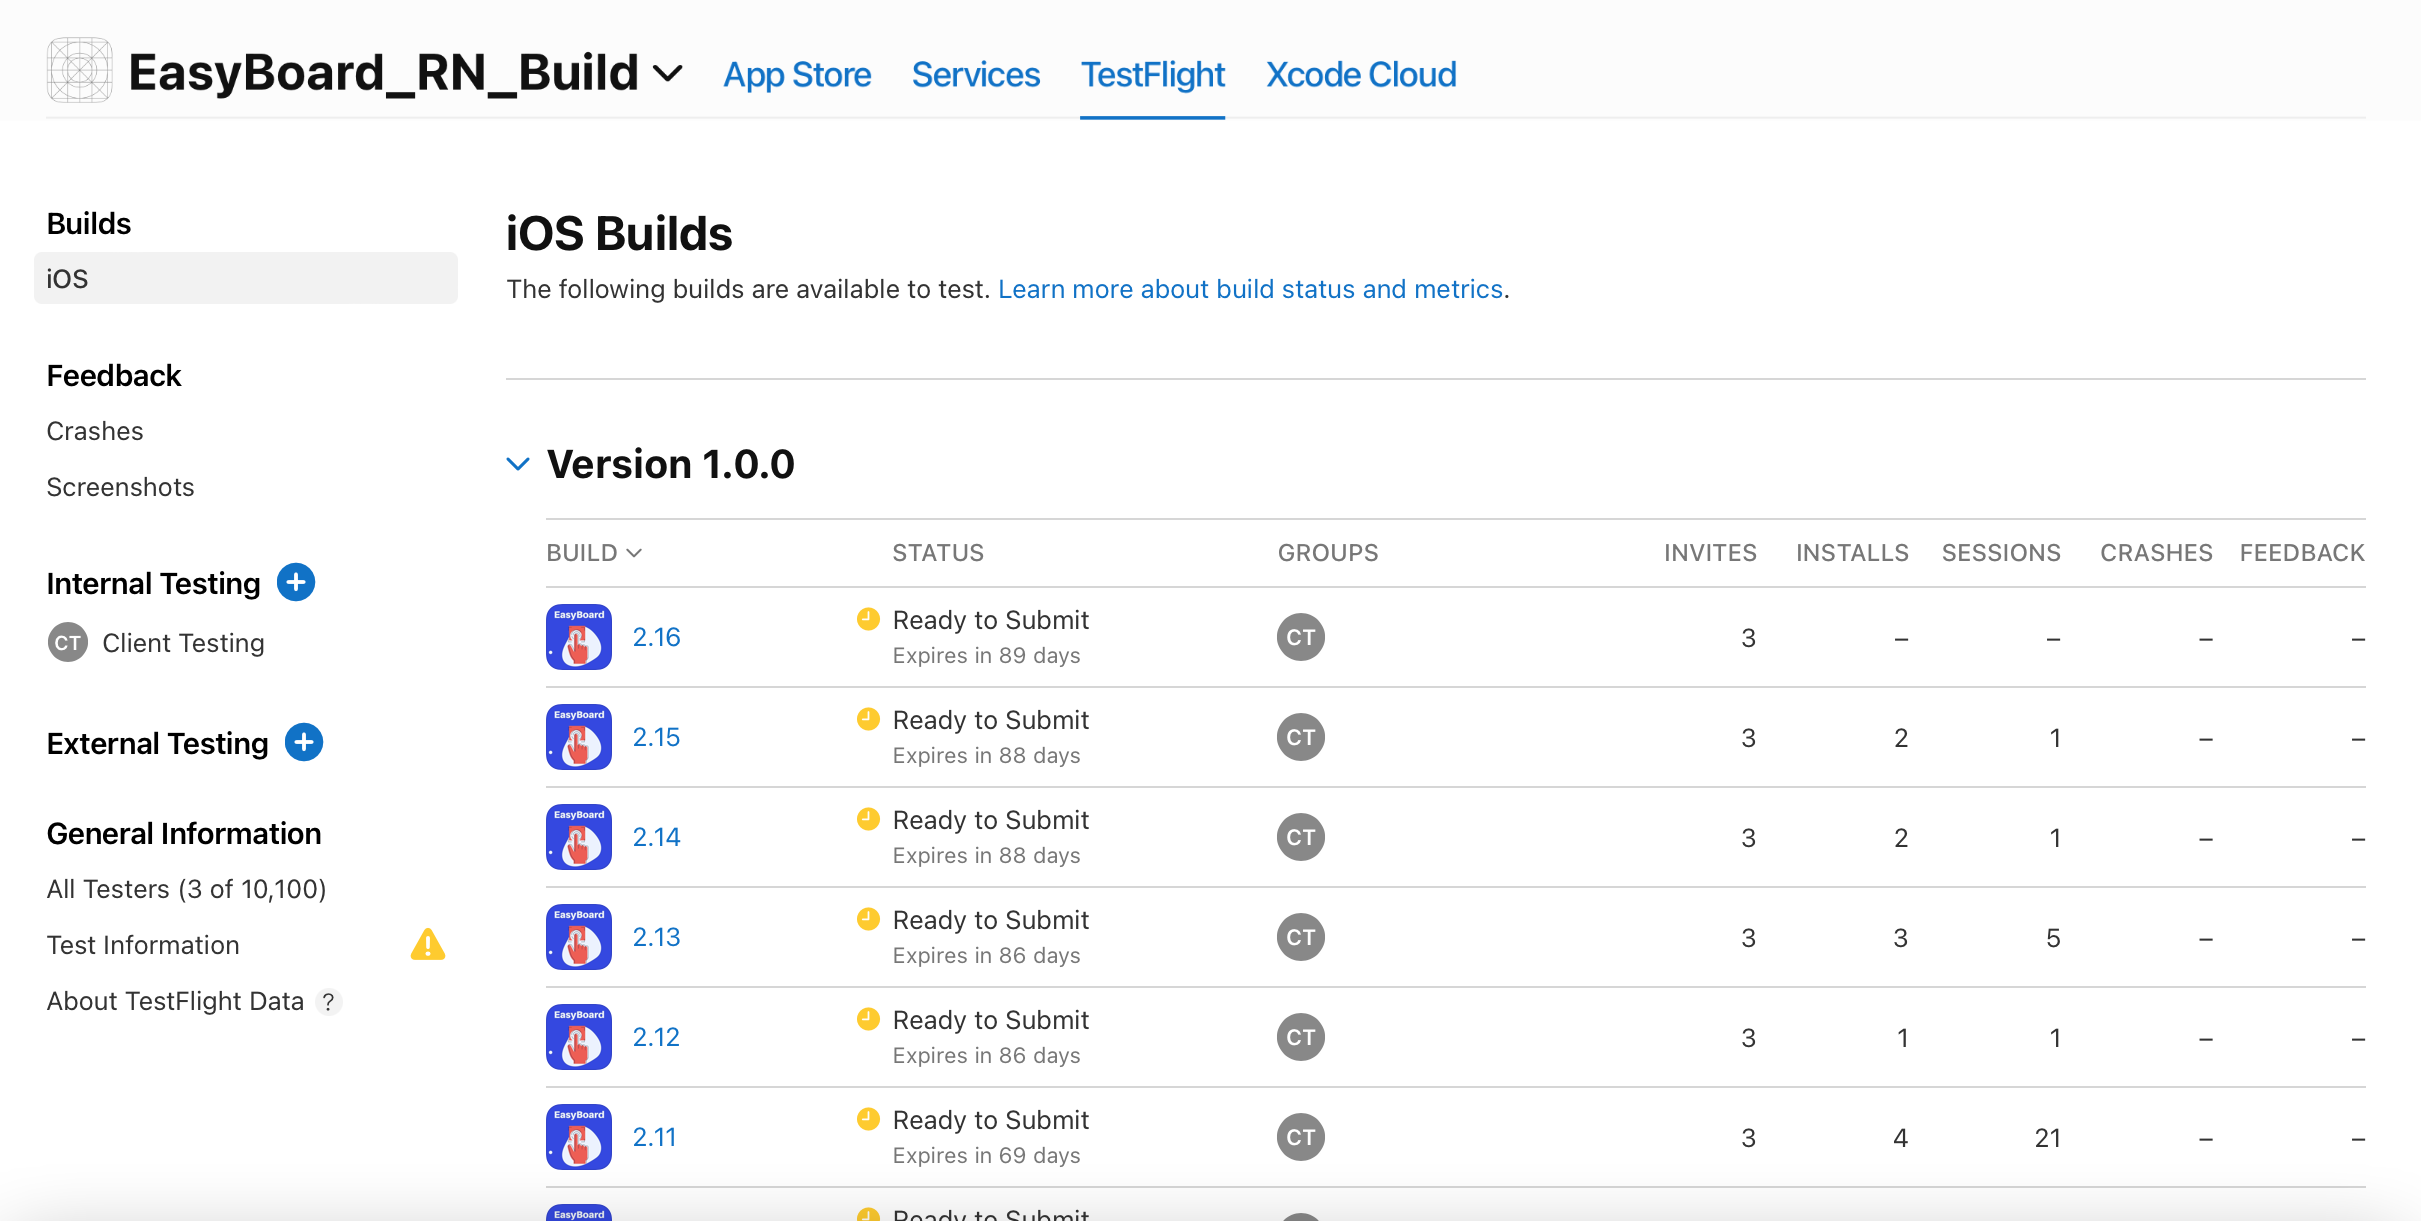 EasyBoard_RN_Build App Store Services TestFlight Xcode Cloud
Builds
iOS
Feedback
Crashes
Screenshots
Internal Testing
CT Client Testing
External Testing
General Information
All Testers (3 of 10,100)
Test Information
About TestFlight Data ?
iOS Builds
The following builds are available to test. Learn more about build status and metrics.
Version 1.0.0
BUILD STATUS GROUPS INVITES INSTALLS SESSIONS CRASHES FEEDBACK
EasyBoard 2.16 Ready to Submit CT 3 – – – –
Expires in 89 days
EasyBoard 2.15 Ready to Submit CT 3 2 1 – –
Expires in 88 days
EasyBoard 2.14 Ready to Submit CT 3 2 1 – –
Expires in 88 days
EasyBoard 2.13 Ready to Submit CT 3 3 5 – –
Expires in 86 days
EasyBoard 2.12 Ready to Submit CT 3 1 1 – –
Expires in 86 days
EasyBoard 2.11 Ready to Submit CT 3 4 21 – –
Expires in 69 days
EasyBoard Ready to Submit